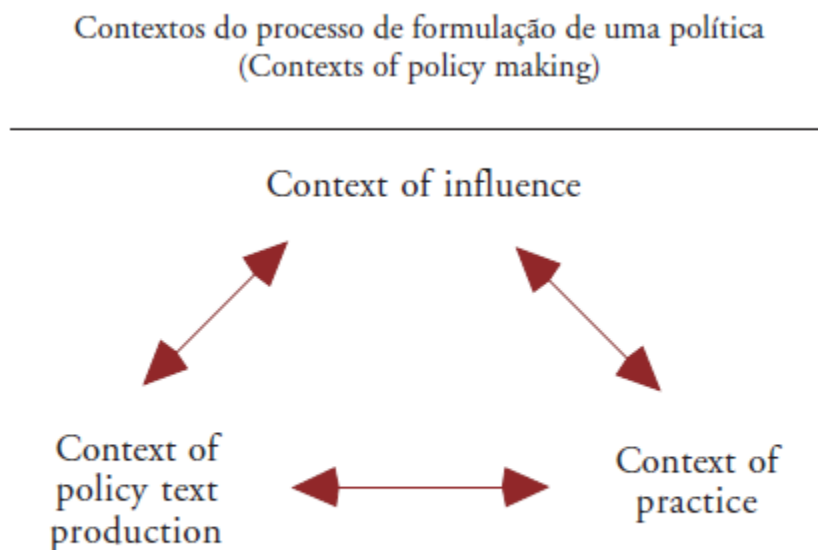 Contextos do processo de formulação de uma política
(Contexts of policy making)
Context of influence
Context of
policy text
production
Context of
practice